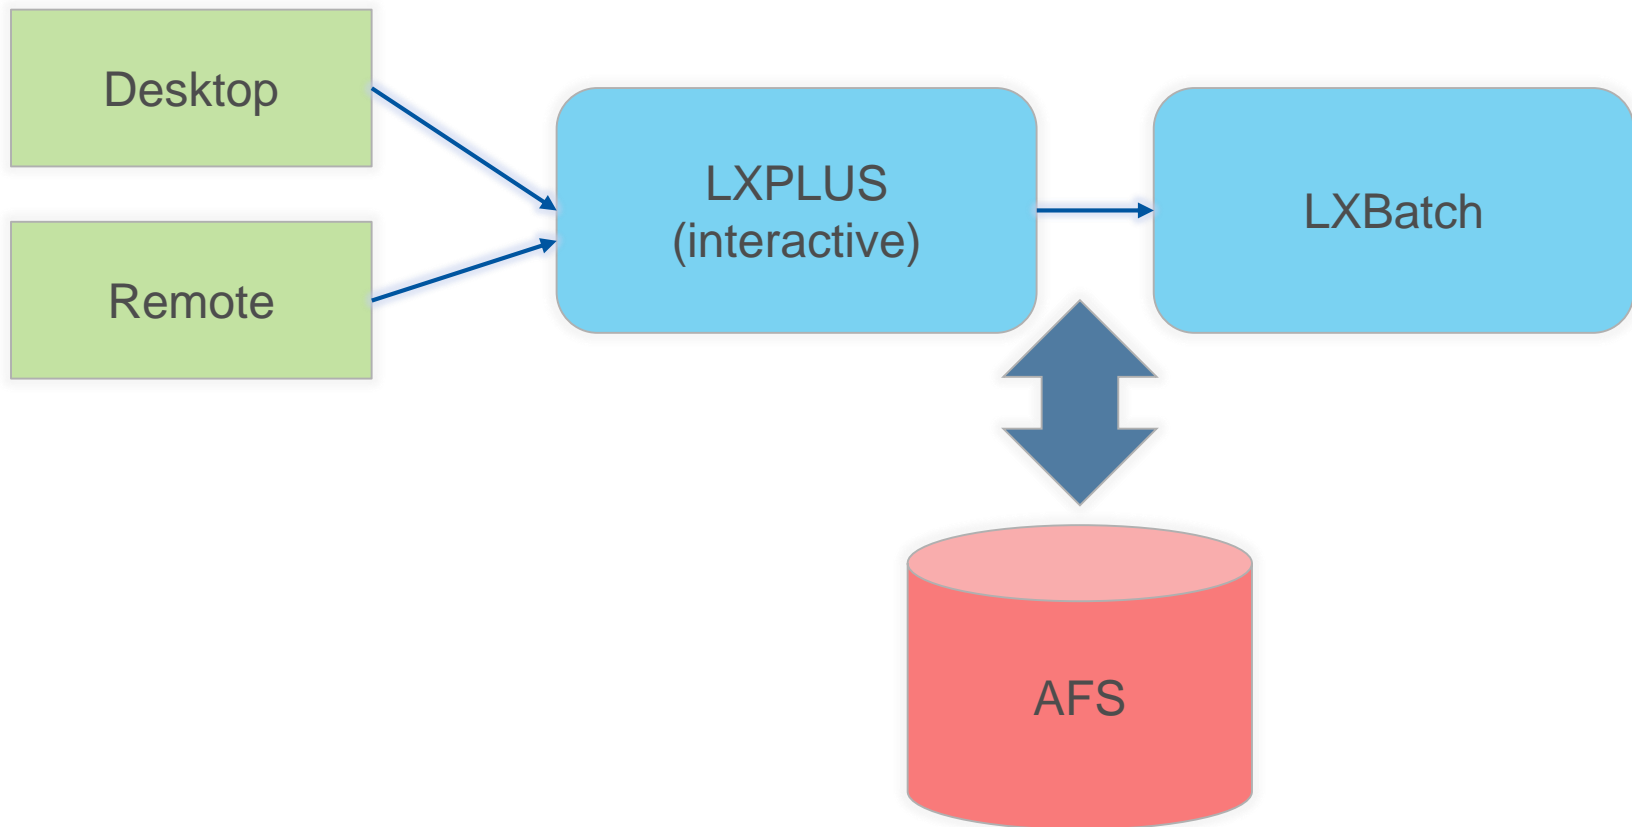 Desktop
Remote
LXPLUS
(interactive)
LXBatch
AFS